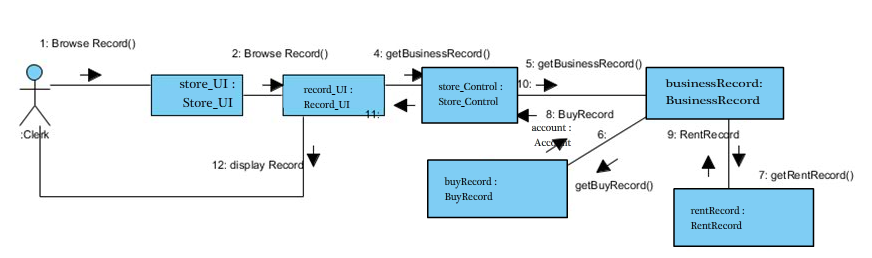 1: Browse Record()
2: Browse Record()
4: getBusinessRecord()
5: getBusinessRecord()
store_UI :
Store_UI
record_UI :
Record_UI
store_Control :
Store_Control
10:
businessRecord:
BusinessRecord
11:
8: BuyRecord
account :
Account
6:
9: RentRecord
:Clerk
12: display Record
buyRecord :
BuyRecord
getBuyRecord()
7: getRentRecord()
rentRecord :
RentRecord